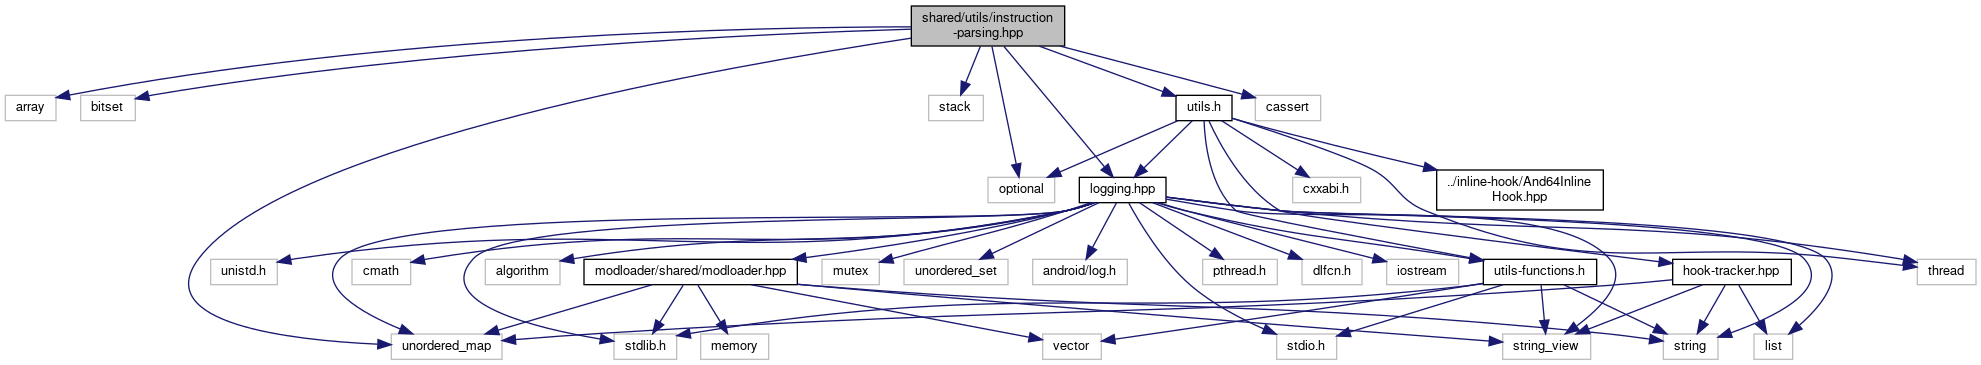 shared/utils/instruction
-parsing.hpp
array
bitset
stack
utils.h
cassert
optional
logging.hpp
cxxabi.h
../inline-hook/And64Inline
Hook.hpp
unistd.h
cmath
algorithm
modloader/shared/modloader.hpp
mutex
unordered_set
android/log.h
pthread.h
dlfcn.h
iostream
utils-functions.h
hook-tracker.hpp
thread
unordered_map
stdlib.h
memory
vector
stdio.h
string_view
string
list